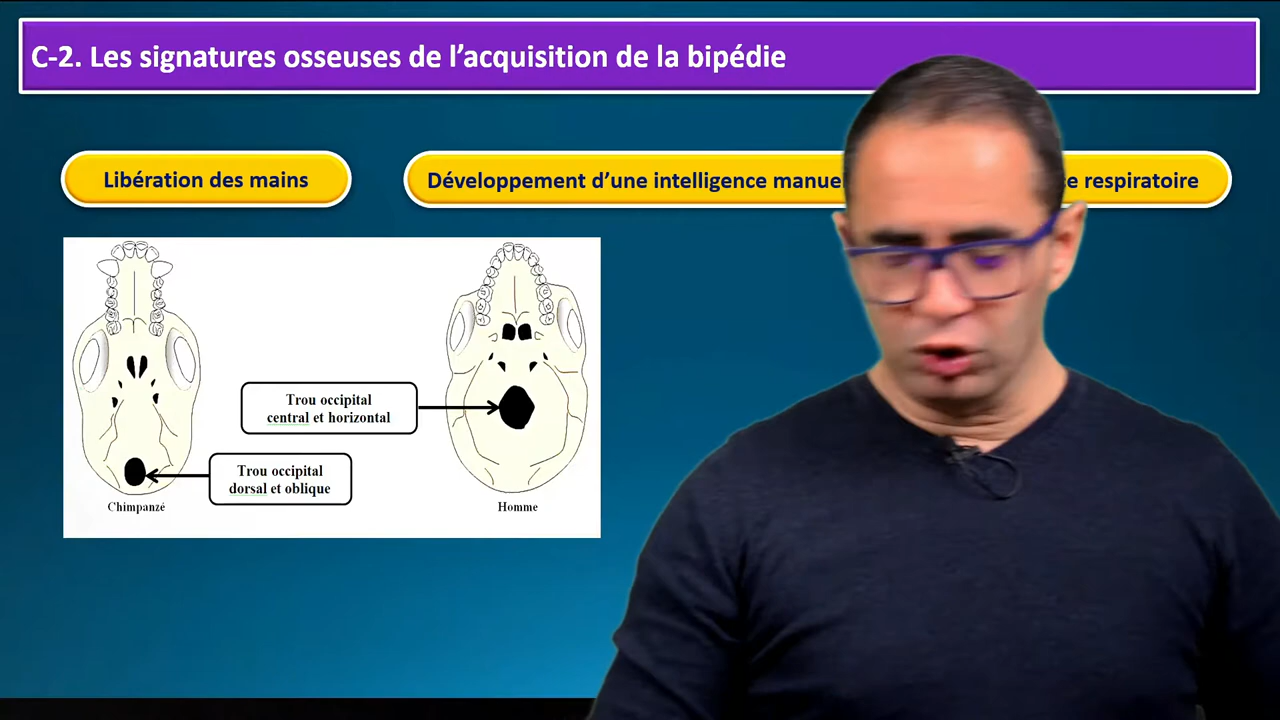 C-2. Les signatures osseuses de l’acquisition de la bipédie
Libération des mains
Développement d’une intelligence
respiratoire
Trou occipital
central et horizontal
Trou occipital
dorsal et oblique
Chimpanzé
Homme